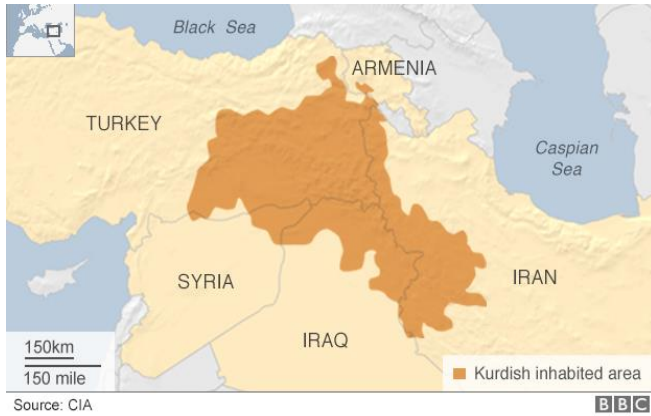 Black Sea
ARMENIA
TURKEY
Caspian
Sea
SYRIA
IRAN
IRAQ
150km
150 mile
Kurdish inhabited area
Source: CIA
BBC